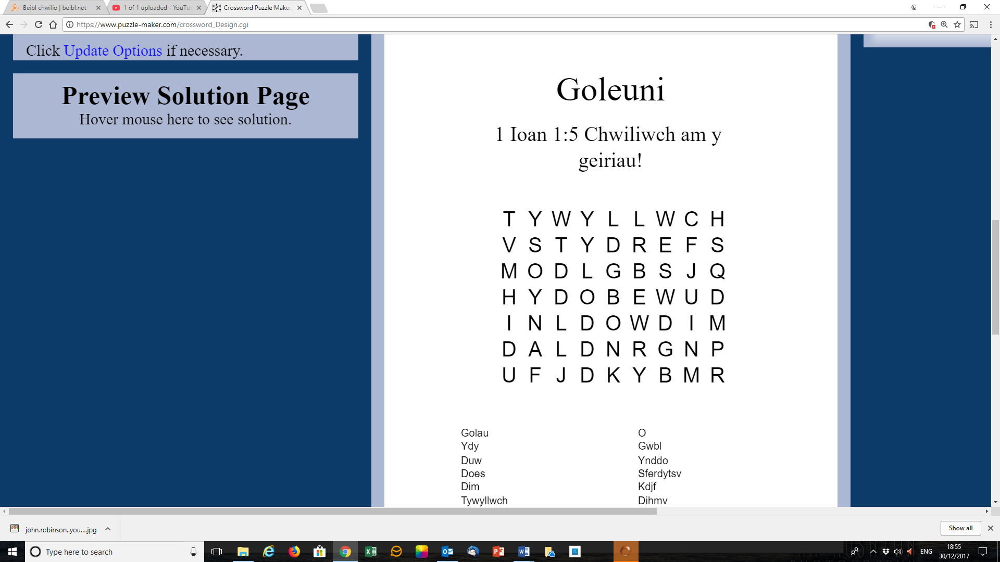 Beibl chwilio | beibl.net
1 of 1 uploaded - YouTu
Crossword Puzzle Maker:
https://www.puzzle-maker.com/crossword_Design.cgi
Click Update Options if necessary.
Preview Solution Page
Hover mouse here to see solution.
Goleuni
1 Ioan 1:5 Chwiliwch am y
geiriau!
T Y W Y L L W C H
V S T Y D R E F S
M O D L G B S J Q
H Y D O B E W U D
I N L D O W D I M
D A L D N R G N P
U F J D K Y B M R
Golau
Ydy
Duw
Does
Dim
Tywyllwch
O
Gwbl
Ynddo
Sferdytsv
Kdjf
Dihmv
john.robinson..you....jpg
Show all
Type here to search
ENG
18:55
30/12/2017